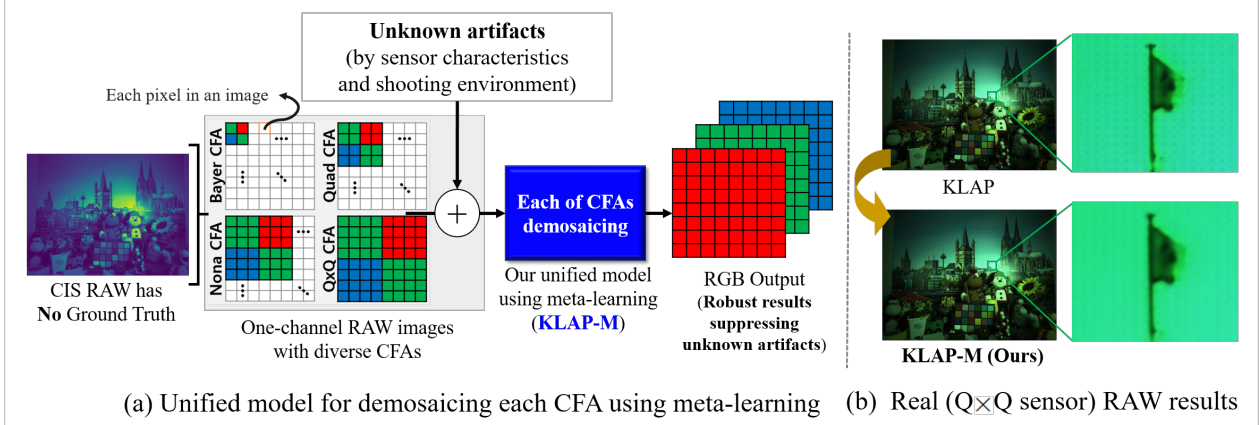 Unknown artifacts
(by sensor characteristics
and shooting environment)
Each pixel in an image
Bayer CFA
Quad CFA
Nona CFA
QxQ CFA
CIS RAW has
No Ground Truth
One-channel RAW images
with diverse CFAs
+
Each of CFAs
demosaicing
Our unified model
using meta-learning
(KLAP-M)
RGB Output
(Robust results
suppressing
unknown artifacts)
(a) Unified model for demosaicing each CFA using meta-learning
KLAP
KLAP-M (Ours)
(b) Real (Q×Q sensor) RAW results